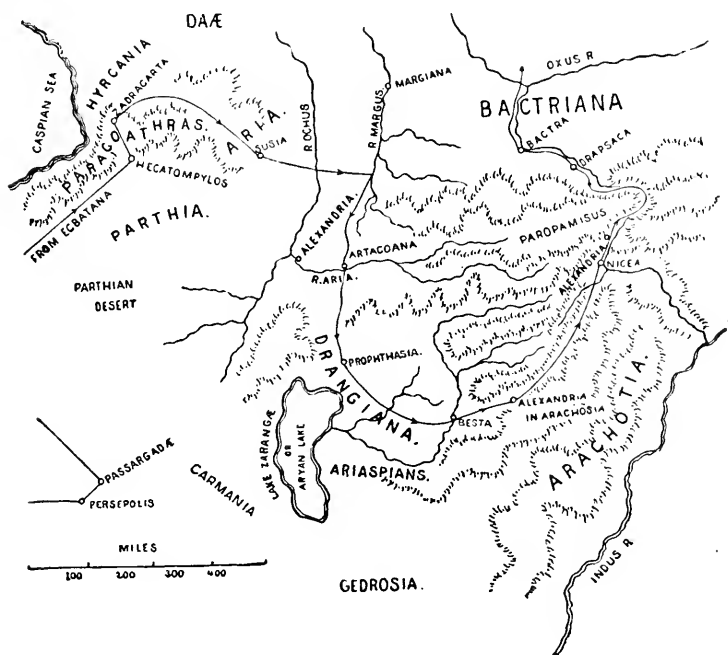 DAÆ
CASPIAN SEA
HYRCANIA
ZADRACARTA
PARACOATHRAS.
HECATOMPYLOS
FROM ECBATANA
PARTHIA.
ARIA.
SUSIA
R. OCHUS
R. MARGUS
MARGIANA
OXUS R
BACTRIANA
BACTRA
DRAPSACA
ALEXANDRIA.
ARTACOANA
R. ARIA.
PAROPAMISUS
ALEXANDRIA
NICEA
PARTHIAN
DESERT
PROPHTHASIA.
DRANGIANA.
BESTA
ALEXANDRIA
IN ARACHOSIA
ARACHOTIA.
LAKE ZARANGÆ
OR
ARYAN LAKE
ARIASPIANS.
PASSARGADÆ
PERSEPOLIS
CARMANIA
INDUS R
MILES
100 200 300 400
GEDROSIA.